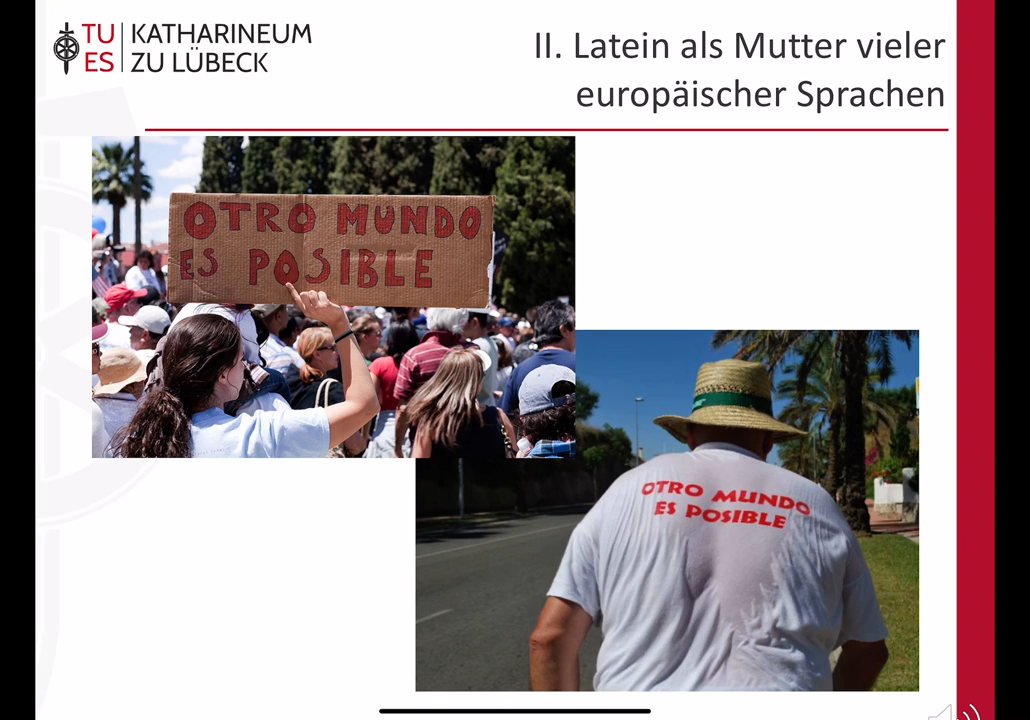 TU
ES
KATHARINEUM
ZU LÜBECK
II. Latein als Mutter vieler
europäischer Sprachen
OTRO MUNDO
ES POSIBLE
OTRO MUNDO
ES POSIBLE